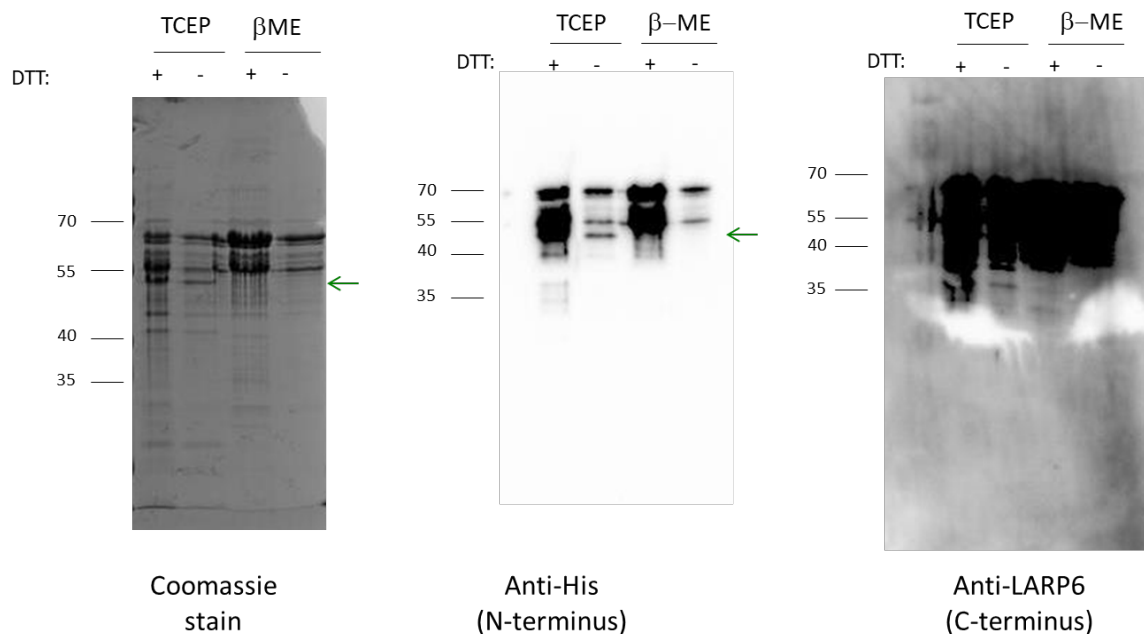 TCEP βME
DTT: + - + -
70
55
40
35
Coomassie
stain
TCEP β–ME
DTT: + - + -
70
55
40
35
Anti-His
(N-terminus)
TCEP β–ME
DTT: + - + -
70
55
40
35
Anti-LARP6
(C-terminus)